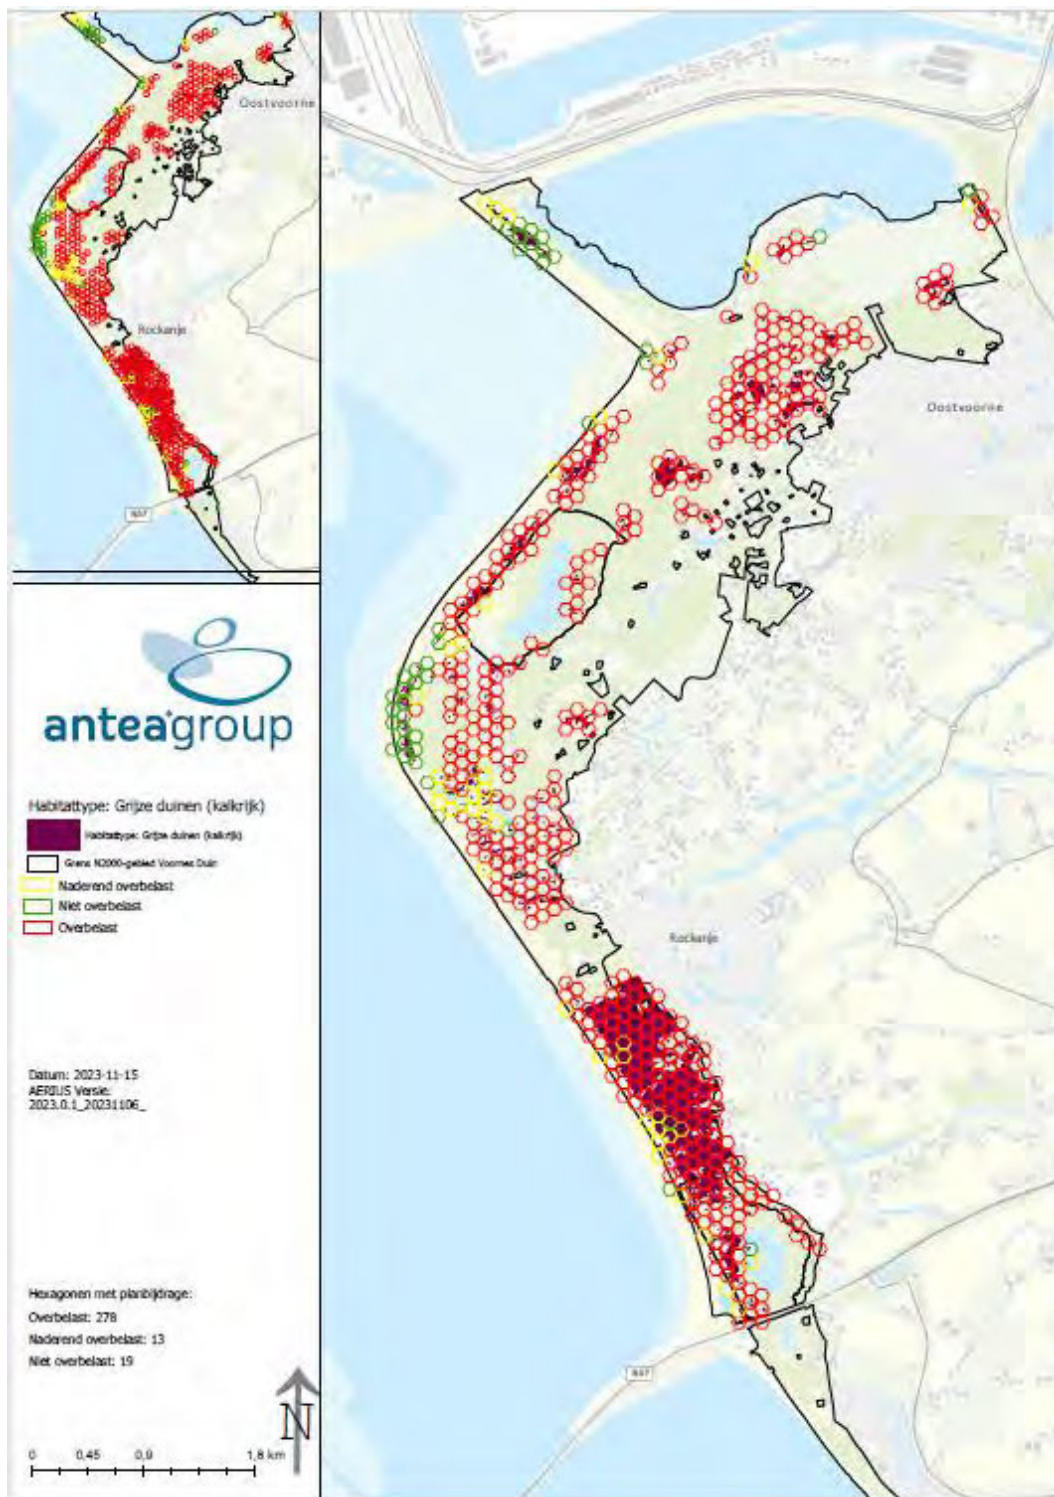 Oostvoorne
Rockanje
N57
anteagroup
Habitattype: Grijze duinen (kalkrijk)
Habitattype: Grijze duinen (kalkrijk)
Grens N2000-gebied Voornes Duin
Naderend overbelast
Niet overbelast
Overbelast
Datum: 2023-11-15
AERIUS Versie:
2023.0.1_20231106_
Hexagonen met planbijdrage:
Overbelast: 278
Naderend overbelast: 13
Niet overbelast: 19
N
0 0,45 0,9 1,8 km
Oostvoorne
Rockanje
N57